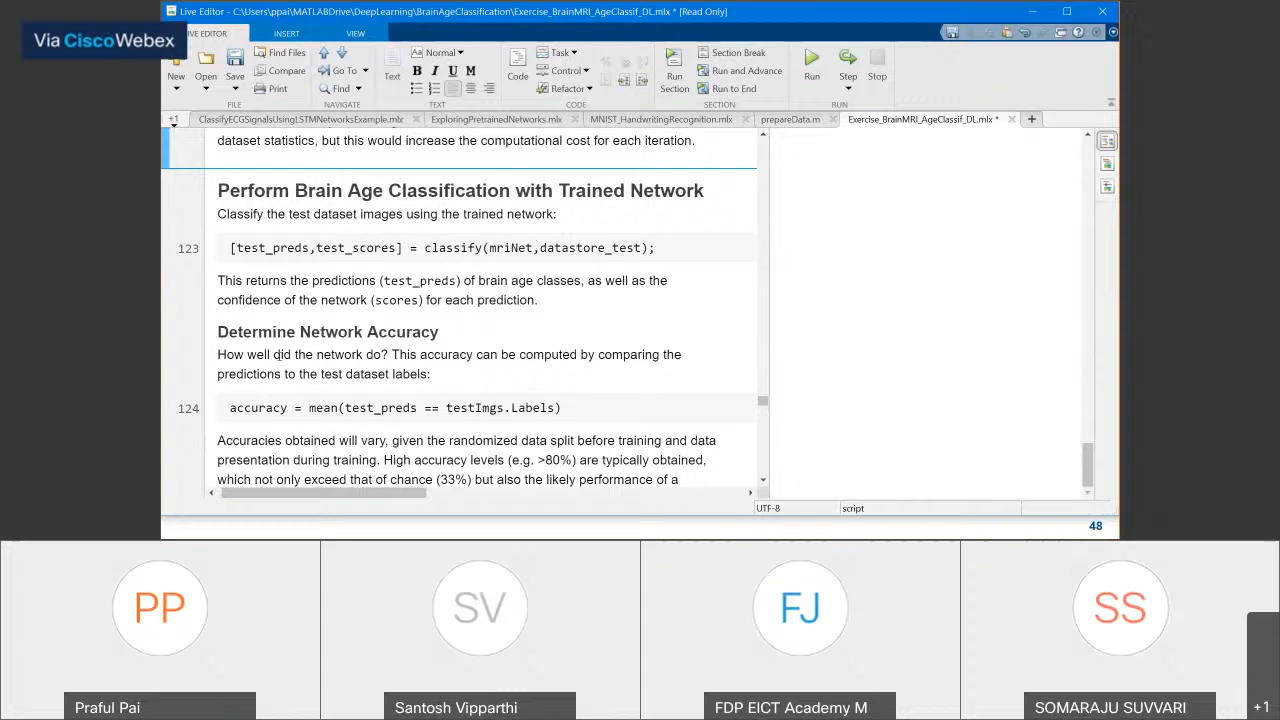 Live Editor - C:\Users\ppai\MATLABDrive\DeepLearning\BrainAgeClassification\Exercise_BrainMRI_AgeClassif_DL.mlx * [Read Only]
Via Cisco Webex
LIVE EDITOR INSERT VIEW
New Open Save Find Files Compare Print
FILE
Go To Find
NAVIGATE
Text Normal
B I U M
TEXT
Code Task Control Refactor
CODE
Run Section Section Break Run and Advance Run to End
SECTION
Run Step Stop
RUN
+1 ClassifyECGSignalsUsingLSTMNetworksExample.mlx ExploringPretrainedNetworks.mlx MNIST_HandwritingRecognition.mlx prepareData.m Exercise_BrainMRI_AgeClassif_DL.mlx * +
dataset statistics, but this would increase the computational cost for each iteration.
Perform Brain Age Classification with Trained Network
Classify the test dataset images using the trained network:
123 [test_preds,test_scores] = classify(mriNet,datastore_test);
This returns the predictions (test_preds) of brain age classes, as well as the
confidence of the network (scores) for each prediction.
Determine Network Accuracy
How well did the network do? This accuracy can be computed by comparing the
predictions to the test dataset labels:
124 accuracy = mean(test_preds == testImgs.Labels)
Accuracies obtained will vary, given the randomized data split before training and data
presentation during training. High accuracy levels (e.g. >80%) are typically obtained,
which not only exceed that of chance (33%) but also the likely performance of a
UTF-8 script
48
PP SV FJ SS
Praful Pai Santosh Vipparthi FDP EICT Academy M SOMARAJU SUVVARI +1